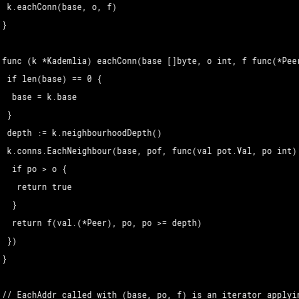 k.eachConn(base, o, f)
}
func (k *Kademlia) eachConn(base []byte, o int, f func(*Peer
if len(base) == 0 {
base = k.base
}
depth := k.neighbourhoodDepth()
k.conns.EachNeighbour(base, pof, func(val pot.Val, po int)
if po > o {
return true
}
return f(val.(*Peer), po, po >= depth)
})
}
// EachAddr called with (base, po, f) is an iterator applyin